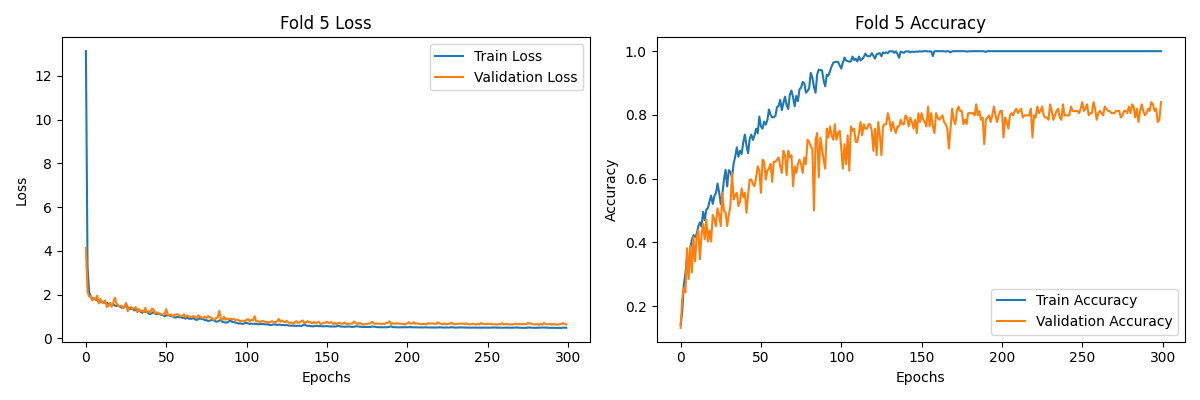 Fold 5 Loss
Train Loss
Validation Loss
12
10
8
6
4
2
0
Loss
0 50 100 150 200 250 300
Epochs
Fold 5 Accuracy
1.0
0.8
0.6
0.4
0.2
Accuracy
Train Accuracy
Validation Accuracy
0 50 100 150 200 250 300
Epochs